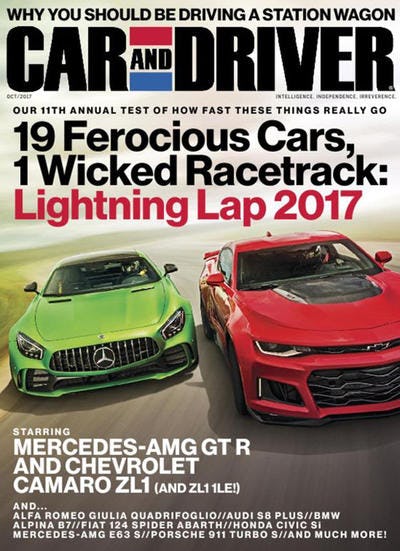 WHY YOU SHOULD BE DRIVING A STATION WAGON
CAR AND DRIVER
OCT/2017
INTELLIGENCE. INDEPENDENCE. IRREVERENCE.
OUR 11TH ANNUAL TEST OF HOW FAST THESE THINGS REALLY GO
19 Ferocious Cars,
1 Wicked Racetrack:
Lightning Lap 2017
STARRING
MERCEDES-AMG GT R
AND CHEVROLET
CAMARO ZL1 (AND ZL1 1LE!)
AND...
ALFA ROMEO GIULIA QUADRIFOGLIO//AUDI S8 PLUS//BMW
ALPINA B7//FIAT 124 SPIDER ABARTH//HONDA CIVIC Si
MERCEDES-AMG E63 S//PORSCHE 911 TURBO S//AND MUCH MORE!